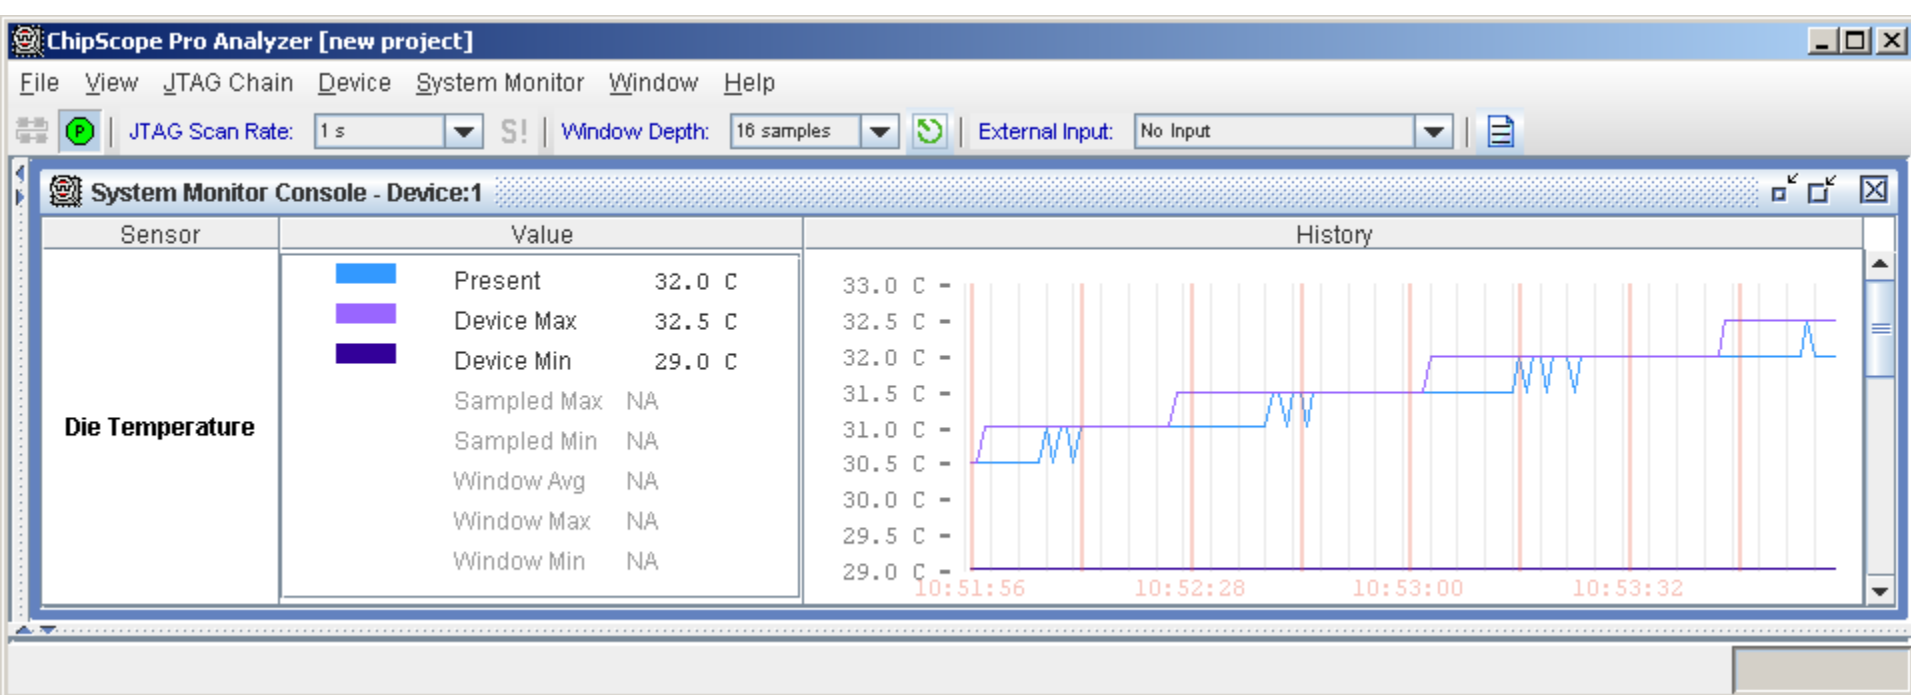 ChipScope Pro Analyzer [new project]
File View JTAG Chain Device System Monitor Window Help
P JTAG Scan Rate: 1 s S! Window Depth: 16 samples External Input: No Input
System Monitor Console - Device:1
Sensor Value History
Die Temperature
Present 32.0 C
Device Max 32.5 C
Device Min 29.0 C
Sampled Max NA
Sampled Min NA
Window Avg NA
Window Max NA
Window Min NA
33.0 C
32.5 C
32.0 C
31.5 C
31.0 C
30.5 C
30.0 C
29.5 C
29.0 C
10:51:56 10:52:28 10:53:00 10:53:32